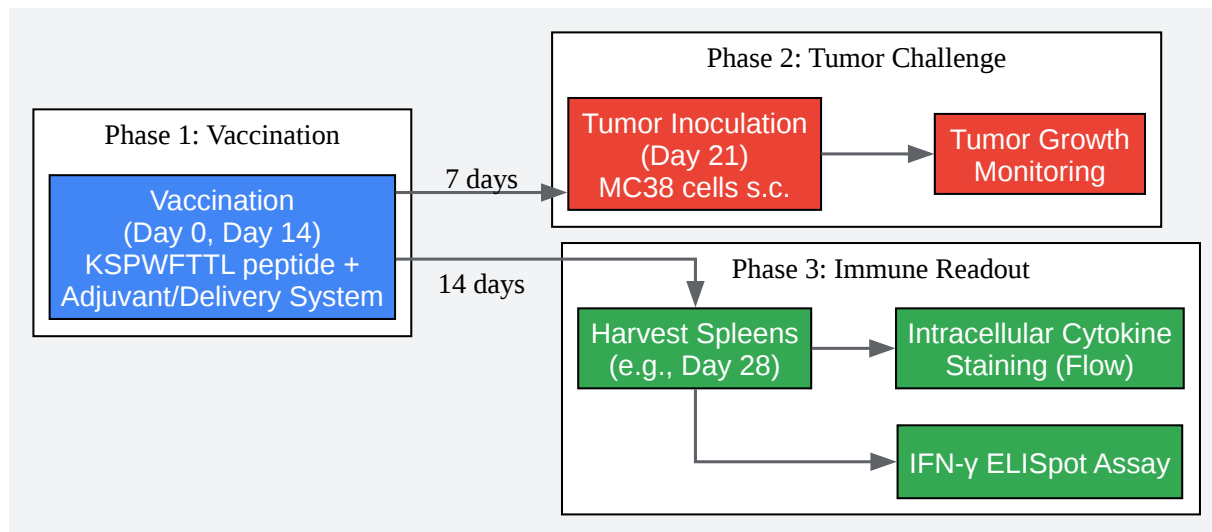 Phase 1: Vaccination
Vaccination
(Day 0, Day 14)
KSPWFTTL peptide +
Adjuvant/Delivery System
7 days
14 days
Phase 2: Tumor Challenge
Tumor Inoculation
(Day 21)
MC38 cells s.c.
Tumor Growth
Monitoring
Phase 3: Immune Readout
Harvest Spleens
(e.g., Day 28)
Intracellular Cytokine
Staining (Flow)
IFN-γ ELISpot Assay